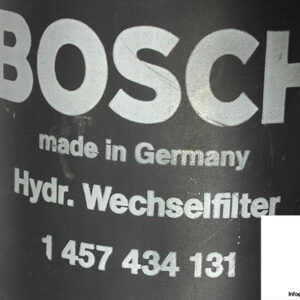 BOSCH
made in Germany
Hydr. Wechselfilter
1 457 434 131